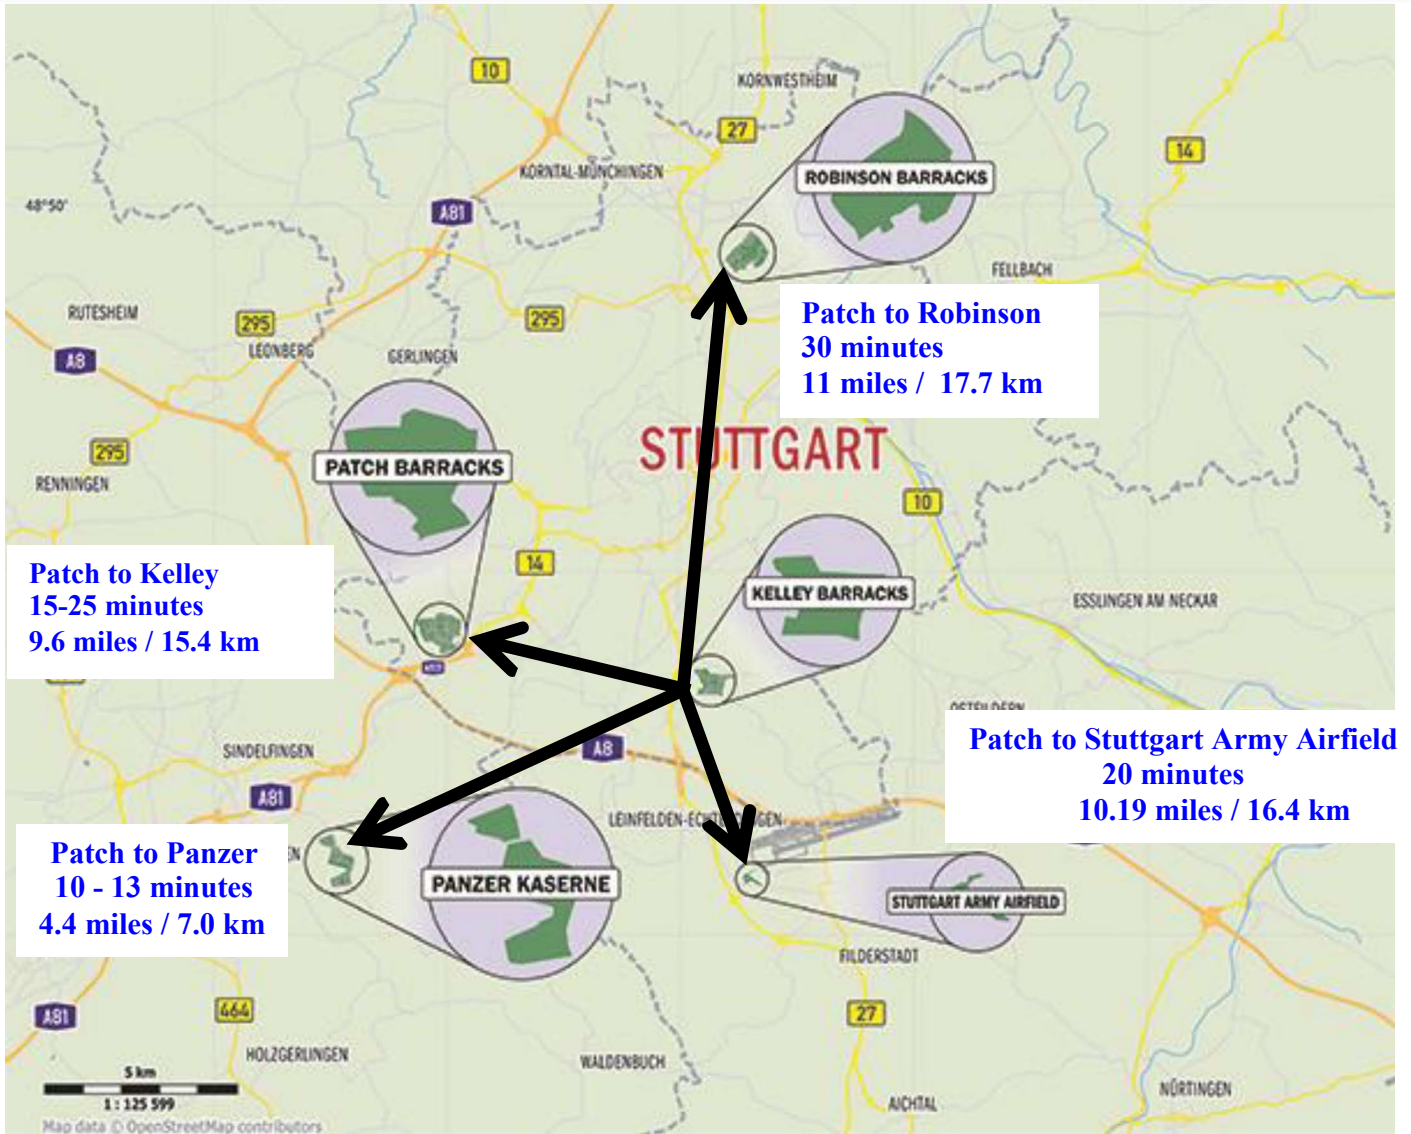 KORNWESTHEIM
10
27
14
KORNTAL-MÜNCHINGEN
ROBINSON BARRACKS
48°50'
A81
FELLBACH
RUTESHEIM
295
295
LEONBERG
GERLINGEN
A8
Patch to Robinson
30 minutes
11 miles / 17.7 km
STUTTGART
295
RENNINGEN
PATCH BARRACKS
10
14
Patch to Kelley
15-25 minutes
9.6 miles / 15.4 km
KELLEY BARRACKS
ESSLINGEN AM NECKAR
OSTFILDERN
SINDELFINGEN
A8
A81
Patch to Stuttgart Army Airfield
20 minutes
10.19 miles / 16.4 km
LEINFELDEN-ECHTERDINGEN
Patch to Panzer
10 - 13 minutes
4.4 miles / 7.0 km
EN
PANZER KASERNE
STUTTGART ARMY AIRFIELD
FILDERSTADT
A81
464
27
HOLZGERLINGEN
WALDENBUCH
5 km
1 : 125 599
AICHTAL
NÜRTINGEN
Map data © OpenStreetMap contributors